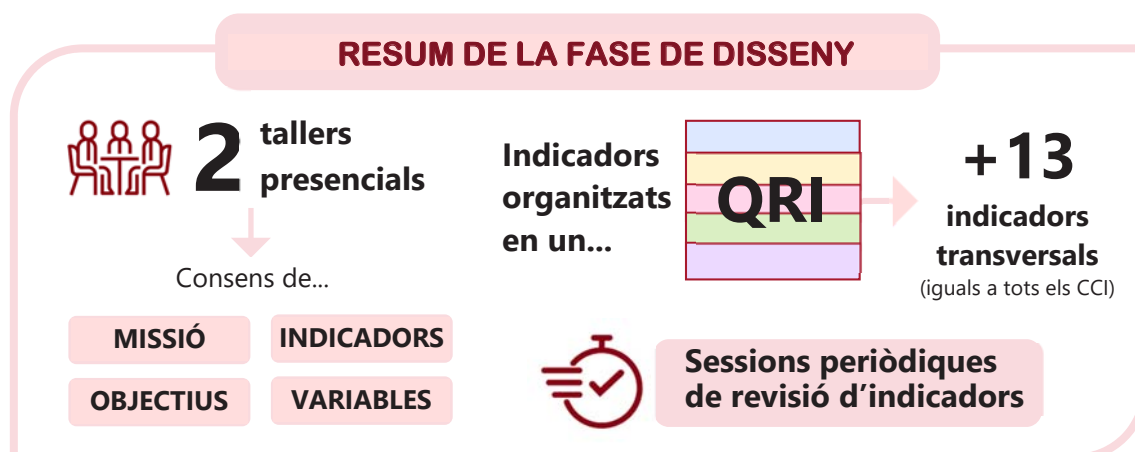 RESUM DE LA FASE DE DISSENY
2
tallers
presencials
Consens de...
MISSIÓ
INDICADORS
OBJECTIUS
VARIABLES
Indicadors
organitzats
en un...
QRI
+13
indicadors
transversals
(iguals a tots els CCI)
Sessions periòdiques
de revisió d’indicadors